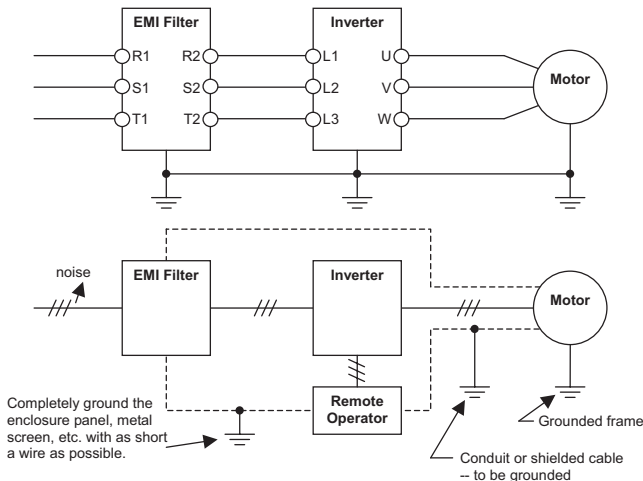 EMI Filter
Inverter
R1 R2 L1 U
S1 S2 L2 V Motor
T1 T2 L3 W
noise
EMI Filter
Inverter
Motor
Remote
Operator
Completely ground the
enclosure panel, metal
screen, etc. with as short
a wire as possible.
Grounded frame
Conduit or shielded cable
-- to be grounded